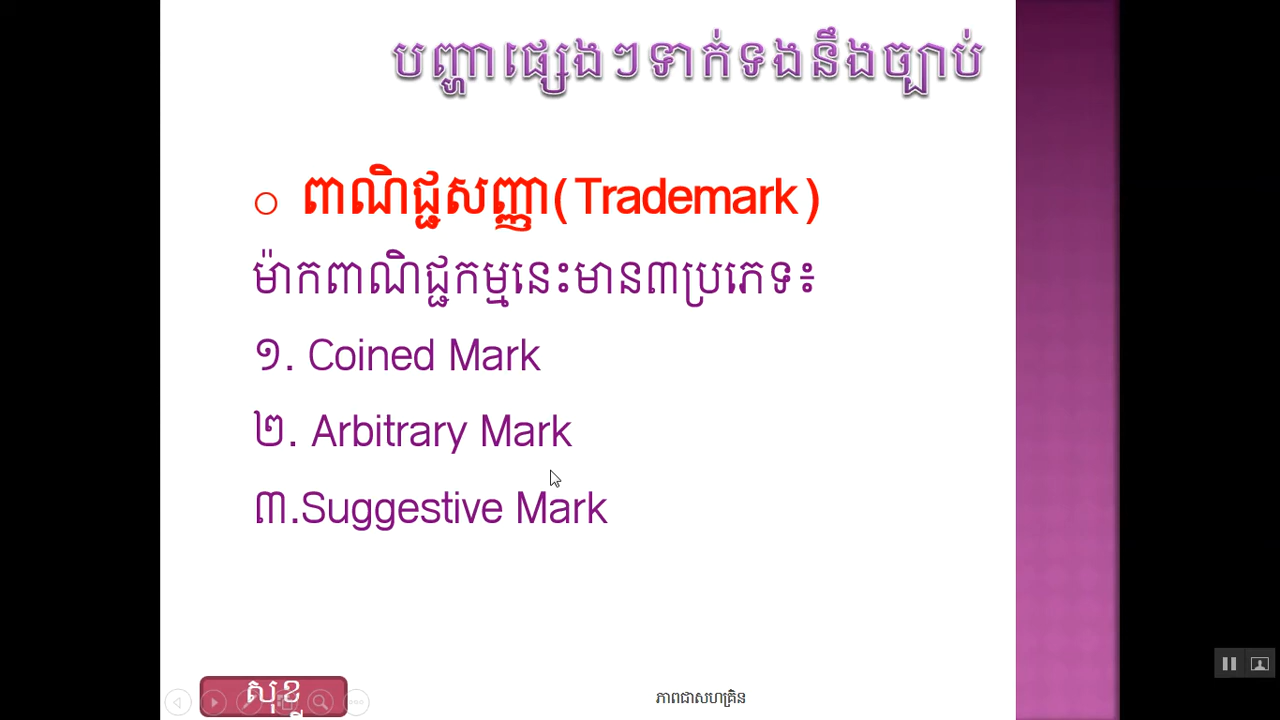 បញ្ហាផ្សេងៗទាក់ទងនឹងច្បាប់
ពាណិជ្ជសញ្ញា(Trademark)
ម៉ាកពាណិជ្ជកម្មនេះមាន៣ប្រភេទ៖
១. Coined Mark
២. Arbitrary Mark
៣.Suggestive Mark
ភាពជាសហគ្រិន